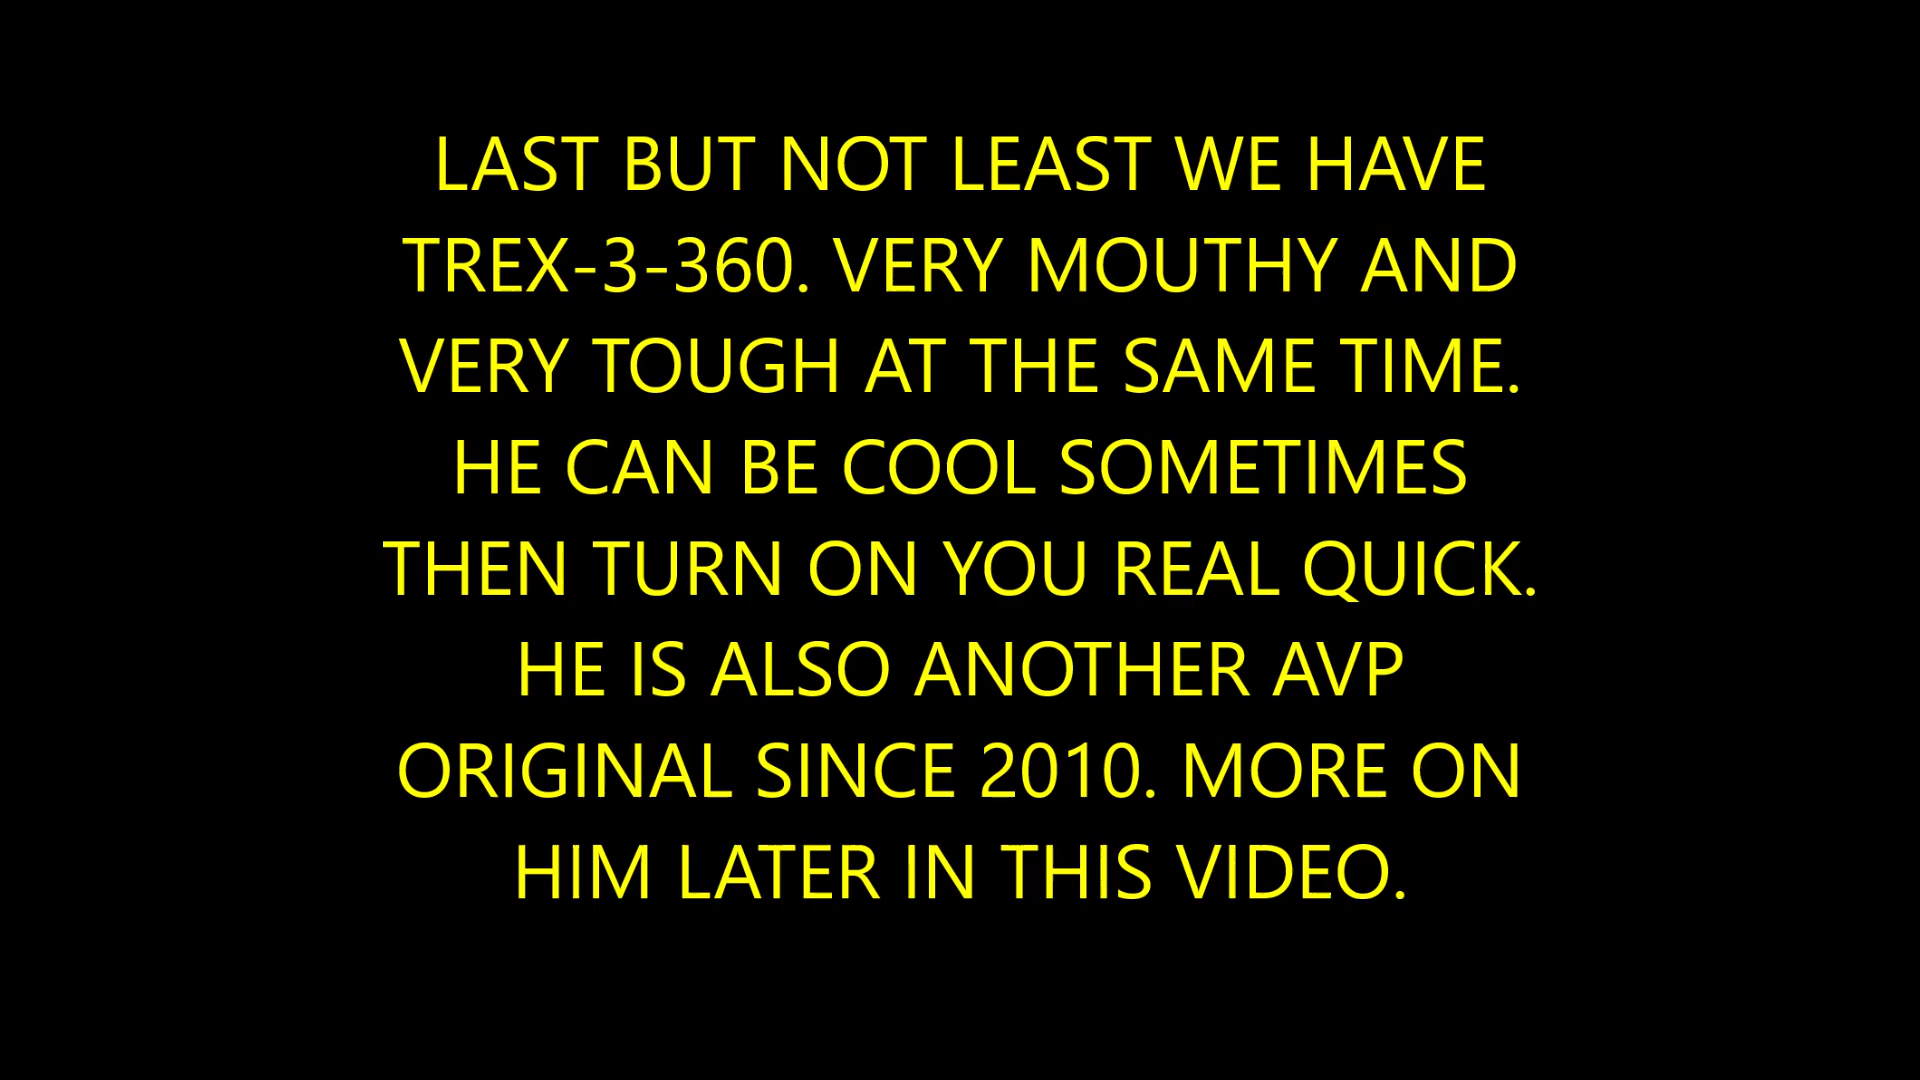 LAST BUT NOT LEAST WE HAVE
TREX-3-360. VERY MOUTHY AND
VERY TOUGH AT THE SAME TIME.
HE CAN BE COOL SOMETIMES
THEN TURN ON YOU REAL QUICK.
HE IS ALSO ANOTHER AVP
ORIGINAL SINCE 2010. MORE ON
HIM LATER IN THIS VIDEO.